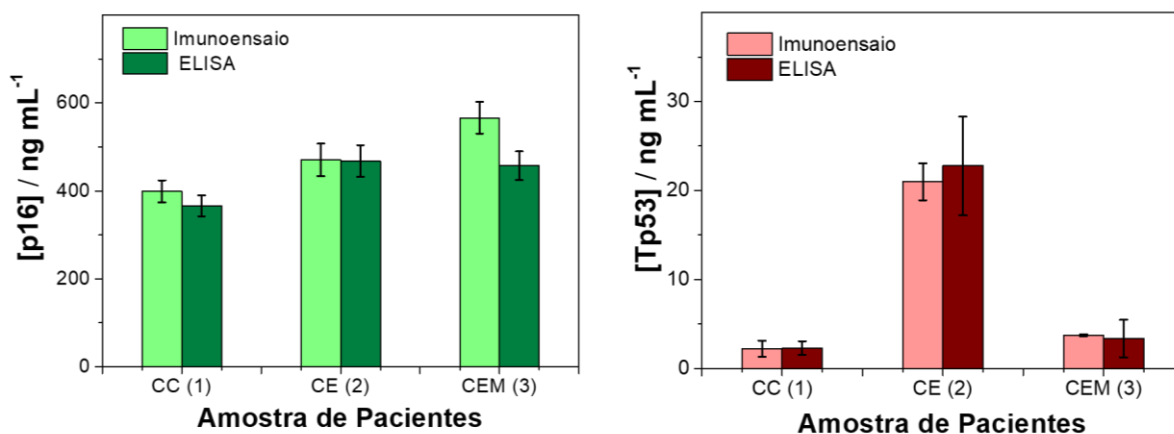 Imunoensaio
ELISA
[p16] / ng mL⁻¹
600
400
200
0
CC (1)
CE (2)
CEM (3)
Amostra de Pacientes
Imunoensaio
ELISA
[Tp53] / ng mL⁻¹
30
20
10
0
CC (1)
CE (2)
CEM (3)
Amostra de Pacientes